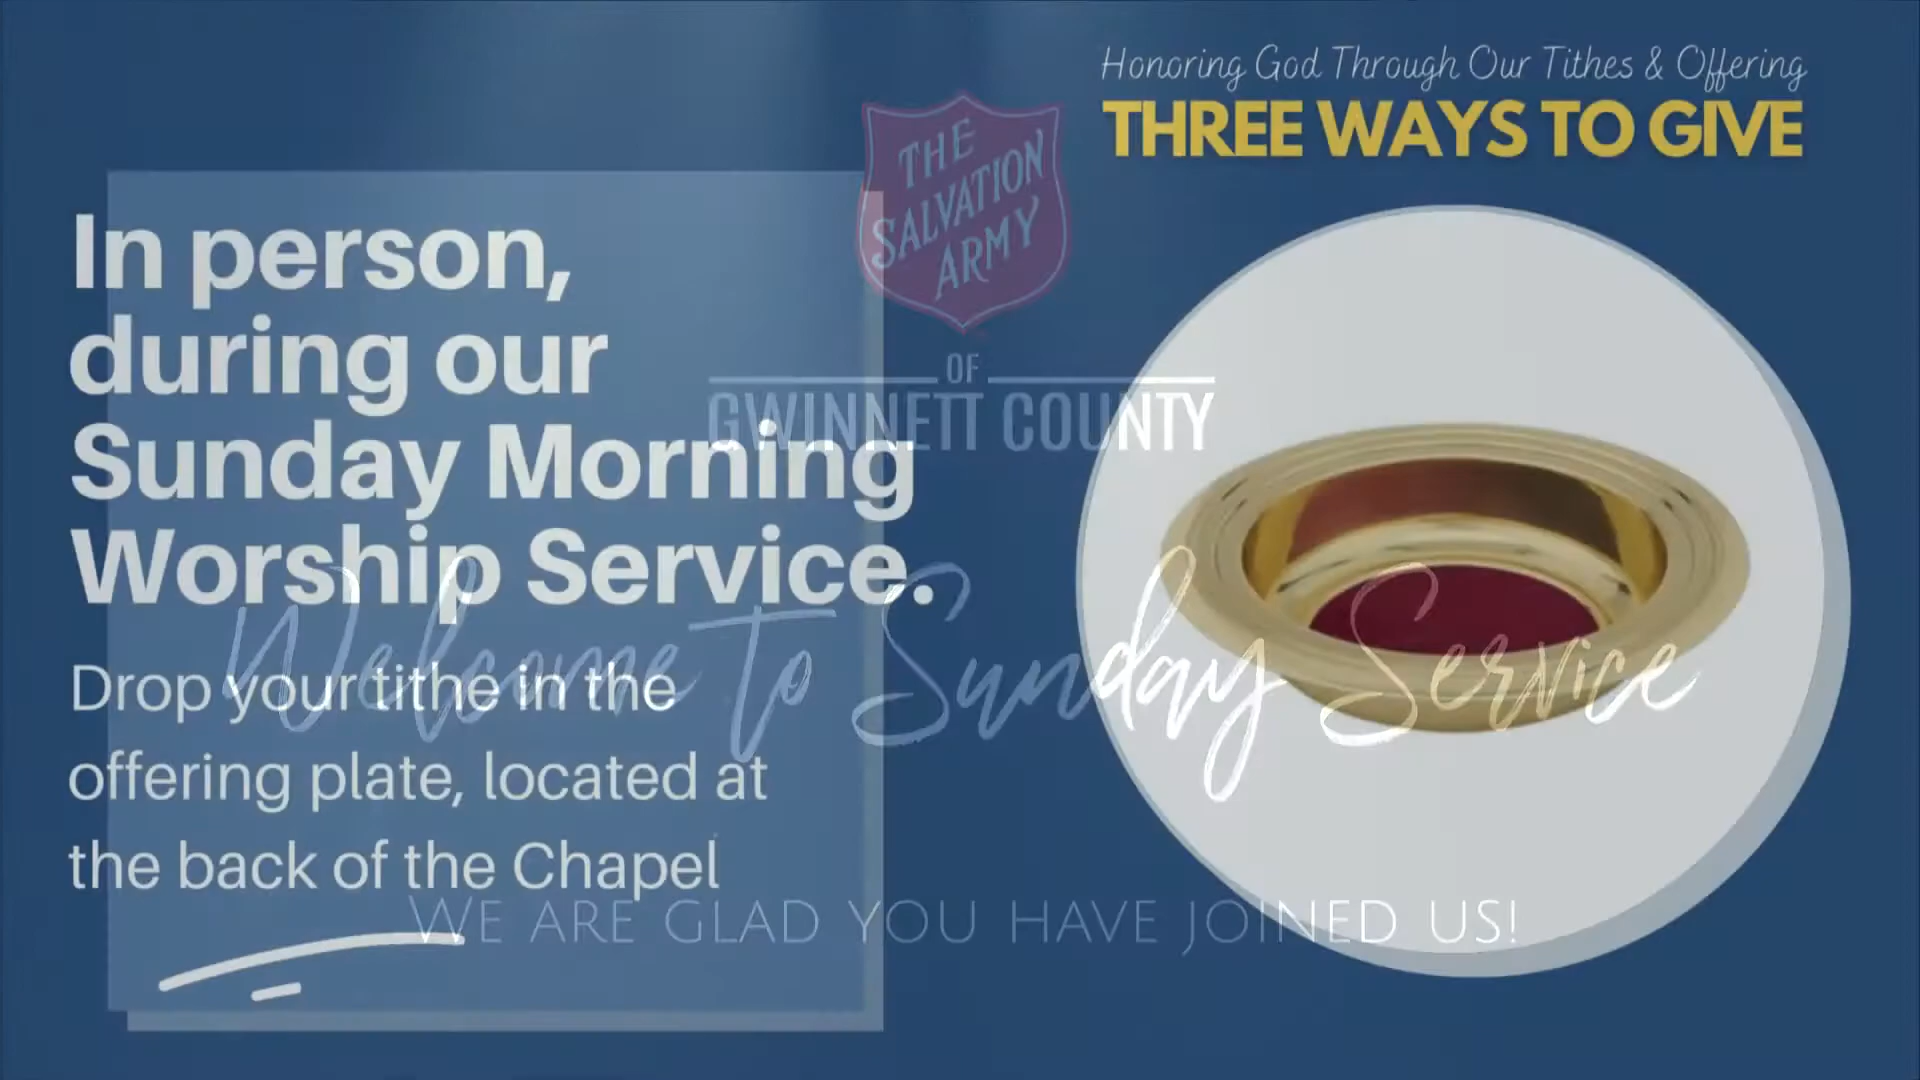 Honoring God Through Our Tithes & Offering
THREE WAYS TO GIVE
THE
SALVATION
ARMY
OF
GWINNETT COUNTY
In person,
during our
Sunday Morning
Worship Service.
Welcome to Sunday Service
Drop your tithe in the
offering plate, located at
the back of the Chapel
WE ARE GLAD YOU HAVE JOINED US!